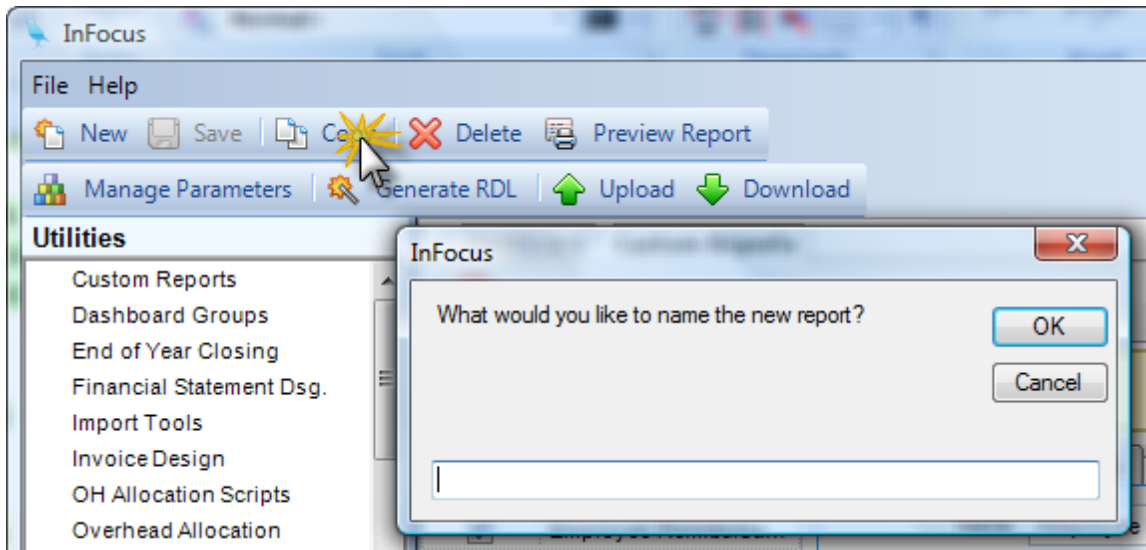 InFocus
File Help
New Save Copy Delete Preview Report
Manage Parameters Generate RDL Upload Download
Utilities
Custom Reports
Dashboard Groups
End of Year Closing
Financial Statement Dsg.
Import Tools
Invoice Design
OH Allocation Scripts
Overhead Allocation
InFocus
What would you like to name the new report?
OK
Cancel